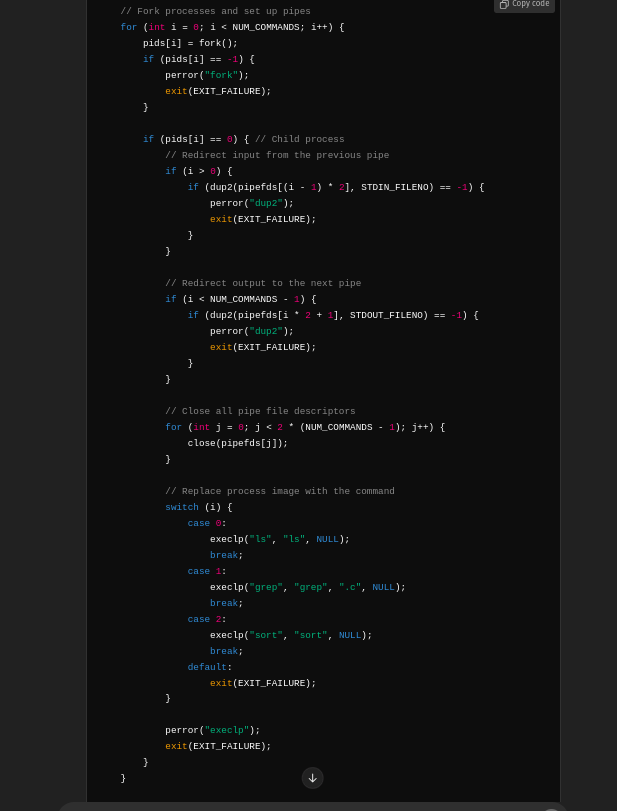 Copy code
// Fork processes and set up pipes
for (int i = 0; i < NUM_COMMANDS; i++) {
pids[i] = fork();
if (pids[i] == -1) {
perror("fork");
exit(EXIT_FAILURE);
}
if (pids[i] == 0) { // Child process
// Redirect input from the previous pipe
if (i > 0) {
if (dup2(pipefds[(i - 1) * 2], STDIN_FILENO) == -1) {
perror("dup2");
exit(EXIT_FAILURE);
}
}
// Redirect output to the next pipe
if (i < NUM_COMMANDS - 1) {
if (dup2(pipefds[i * 2 + 1], STDOUT_FILENO) == -1) {
perror("dup2");
exit(EXIT_FAILURE);
}
}
// Close all pipe file descriptors
for (int j = 0; j < 2 * (NUM_COMMANDS - 1); j++) {
close(pipefds[j]);
}
// Replace process image with the command
switch (i) {
case 0:
execlp("ls", "ls", NULL);
break;
case 1:
execlp("grep", "grep", ".c", NULL);
break;
case 2:
execlp("sort", "sort", NULL);
break;
default:
exit(EXIT_FAILURE);
}
perror("execlp");
exit(EXIT_FAILURE);
}
}